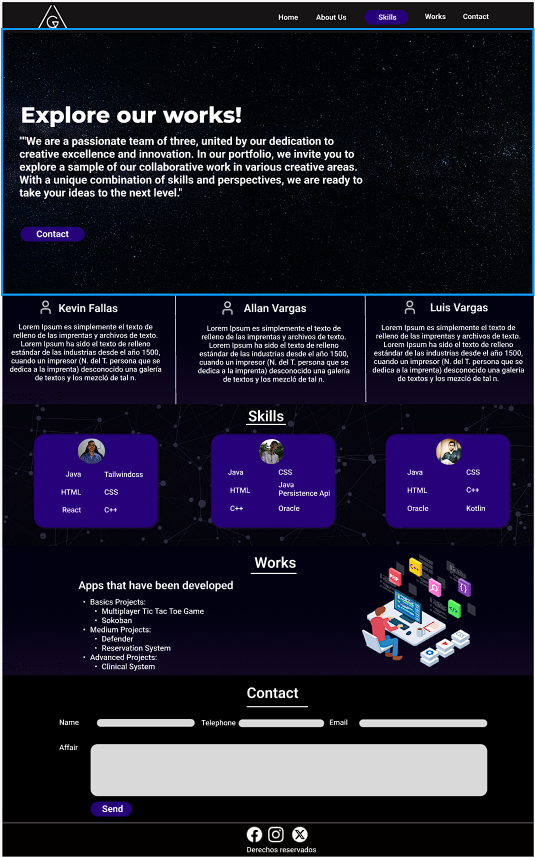 G
Home About Us Skills Works Contact
Explore our works!
""We are a passionate team of three, united by our dedication to
creative excellence and innovation. In our portfolio, we invite you to
explore a sample of our collaborative work in various creative areas.
With a unique combination of skills and perspectives, we are ready to
take your ideas to the next level."
Contact
Kevin Fallas
Lorem Ipsum es simplemente el texto de
relleno de las imprentas y archivos de texto.
Lorem Ipsum ha sido el texto de relleno
estándar de las industrias desde el año 1500,
cuando un impresor (N. del T. persona que se
dedica a la imprenta) desconocido una galería
de textos y los mezcló de tal n.
Allan Vargas
Lorem Ipsum es simplemente el texto de
relleno de las imprentas y archivos de texto.
Lorem Ipsum ha sido el texto de relleno
estándar de las industrias desde el año 1500,
cuando un impresor (N. del T. persona que se
dedica a la imprenta) desconocido una galería
de textos y los mezcló de tal n.
Luis Vargas
Lorem Ipsum es simplemente el texto de
relleno de las imprentas y archivos de texto.
Lorem Ipsum ha sido el texto de relleno
estándar de las industrias desde el año 1500,
cuando un impresor (N. del T. persona que se
dedica a la imprenta) desconocido una galería
de textos y los mezcló de tal n.
Skills
Java Tailwindcss
HTML CSS
React C++
Java CSS
HTML Java
Persistence Api
C++ Oracle
Java CSS
HTML C++
Oracle Kotlin
Works
Apps that have been developed
• Basics Projects:
• Multiplayer Tic Tac Toe Game
• Sokoban
• Medium Projects:
• Defender
• Reservation System
• Advanced Projects:
• Clinical System
PHP
C++
{}
</>
Contact
Name Telephone Email
Affair
Send
Derechos reservados